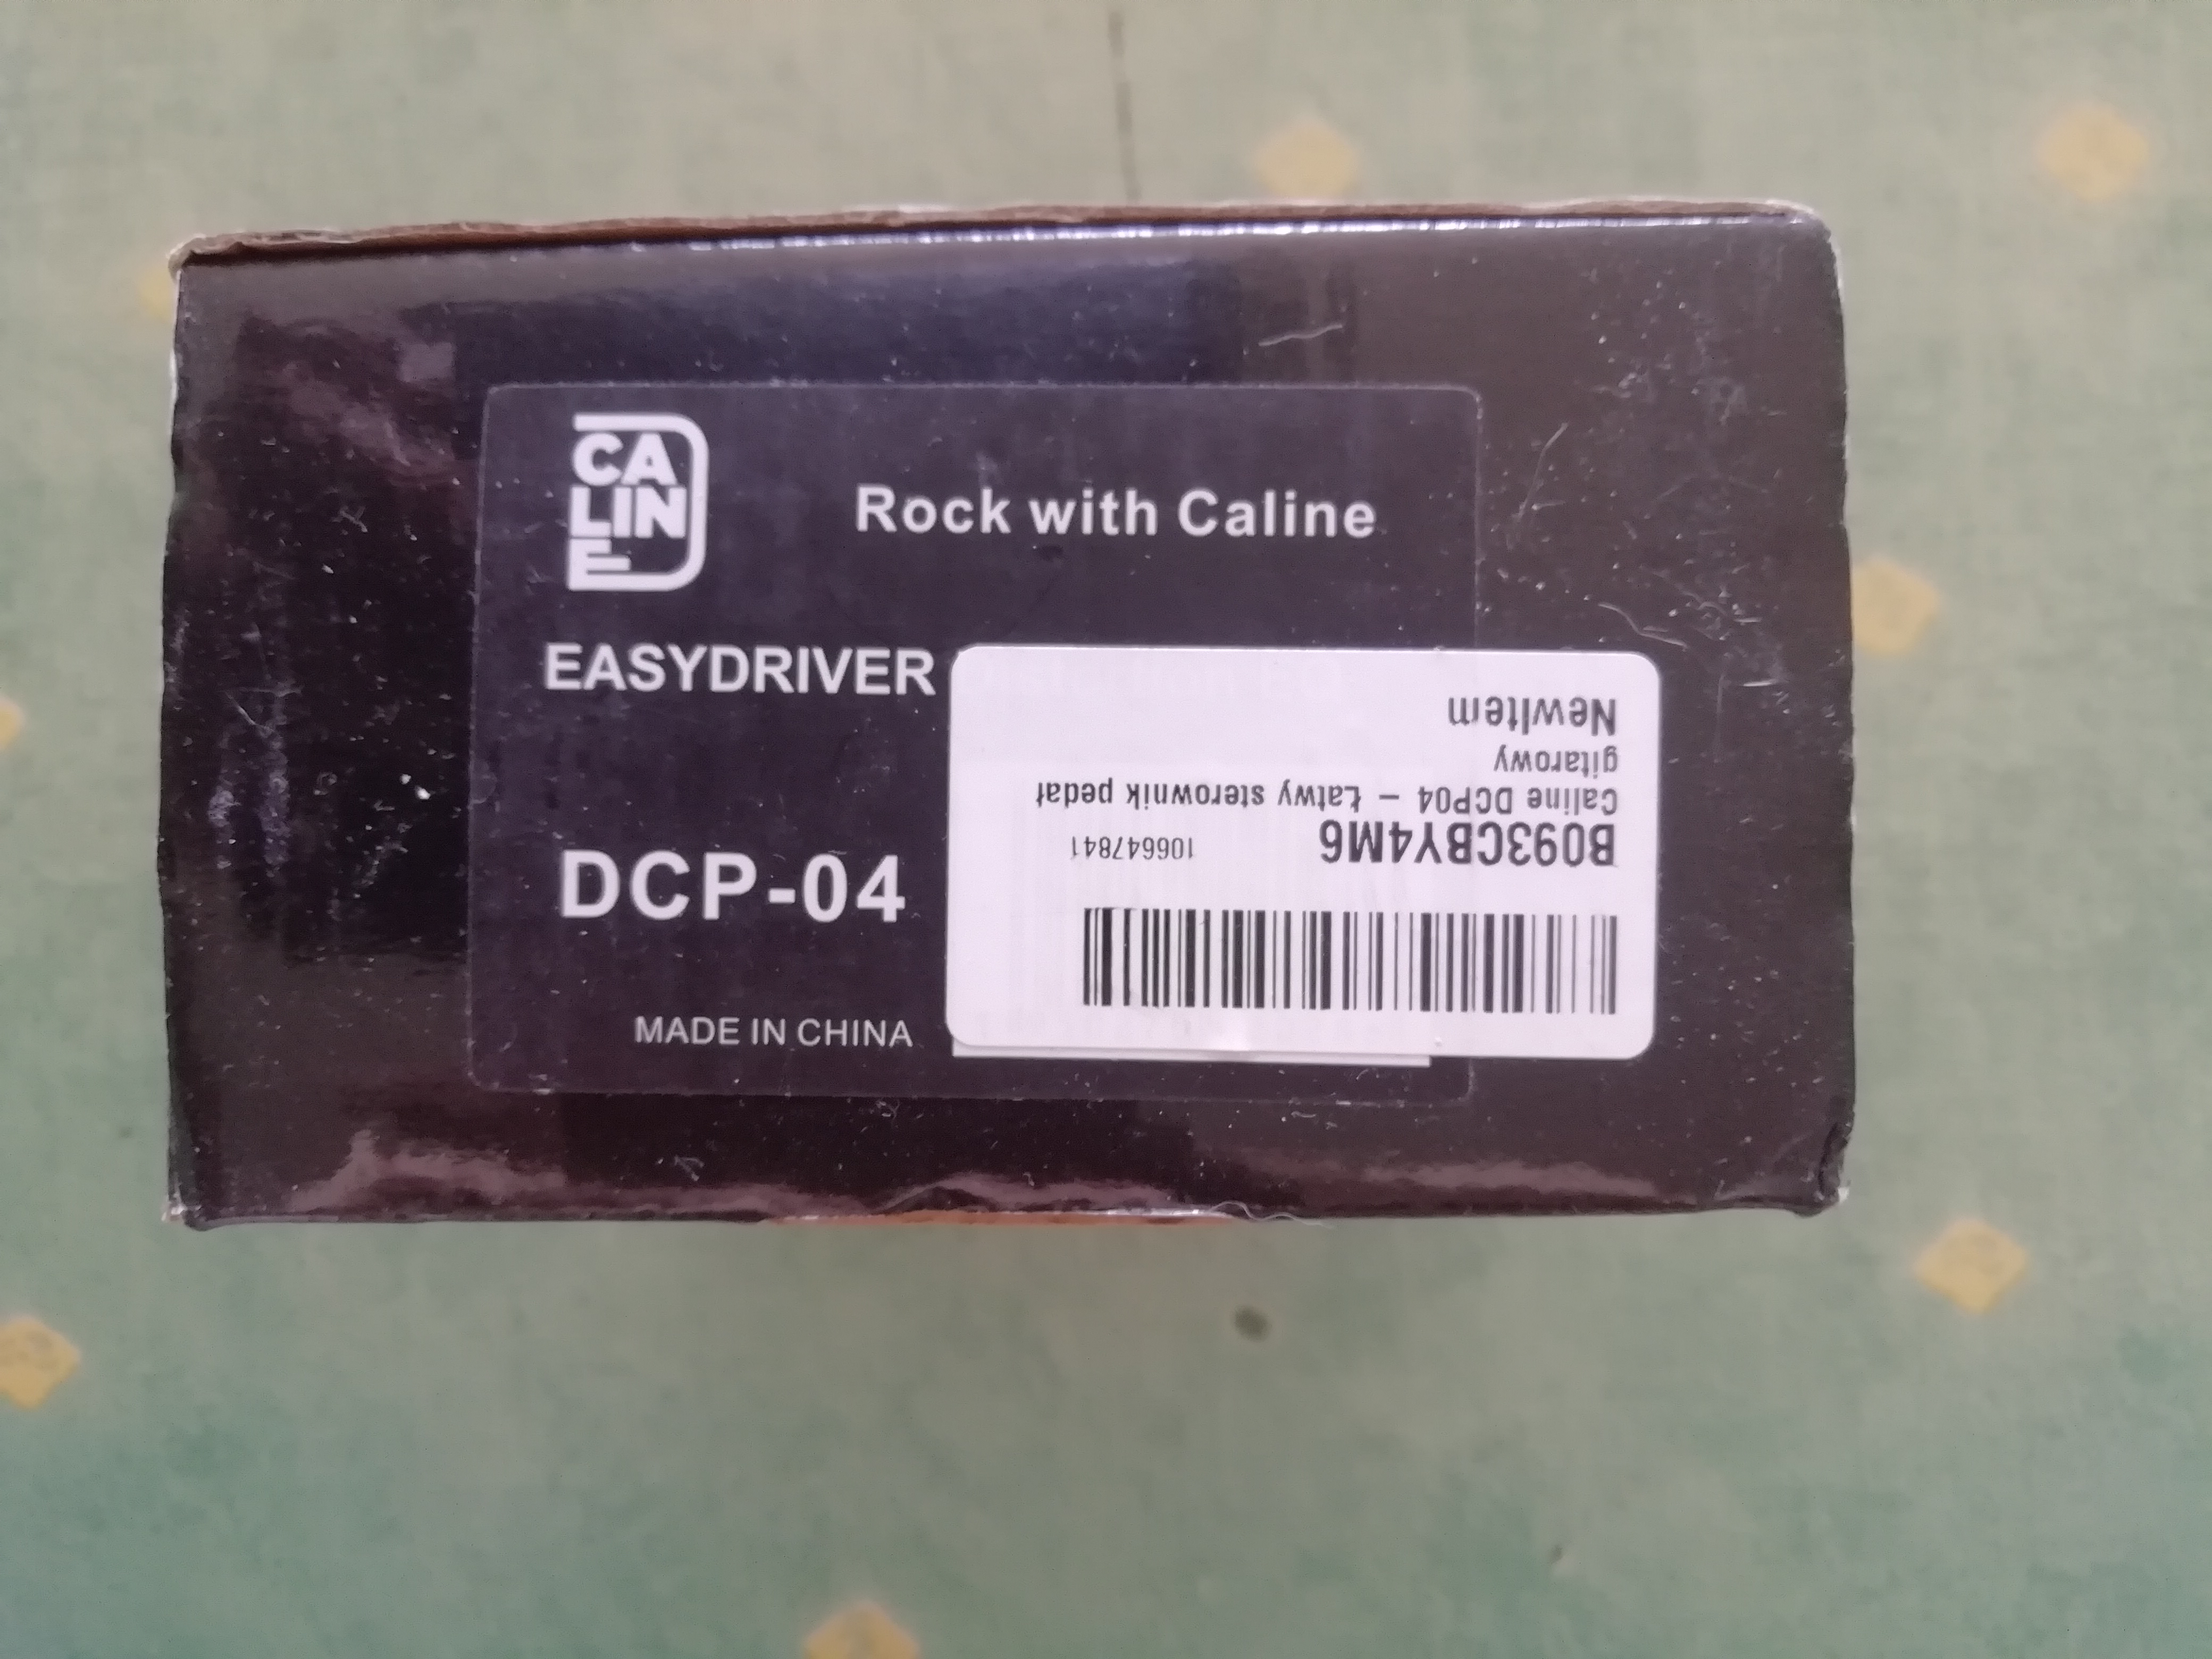 CA
LIN
E
Rock with Caline
EASYDRIVER
DCP-04
MADE IN CHINA
B093CBY4M6
106647841
Caline DCP04 – Łatwy sterownik pedał
gitarowy
NewItem